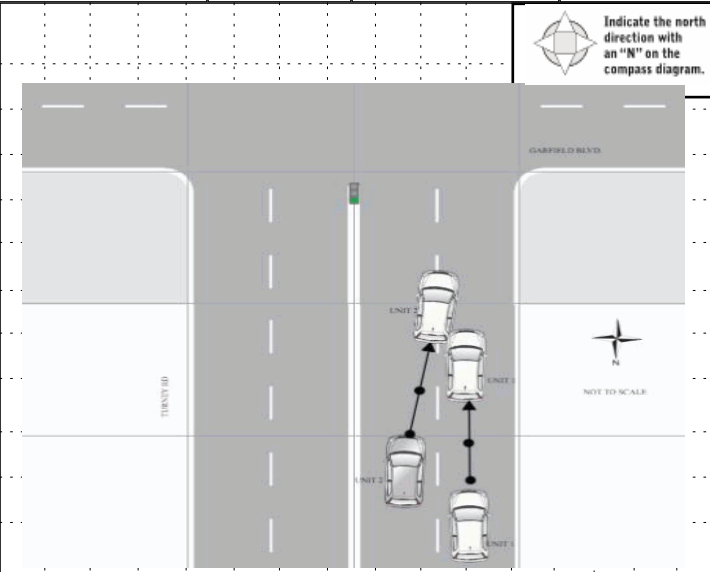 Indicate the north
direction with
an “N” on the
compass diagram.
GARFIELD BLVD.
UNIT 2
UNIT 1
N
NOT TO SCALE
TURNEY RD
UNIT 2
UNIT 1